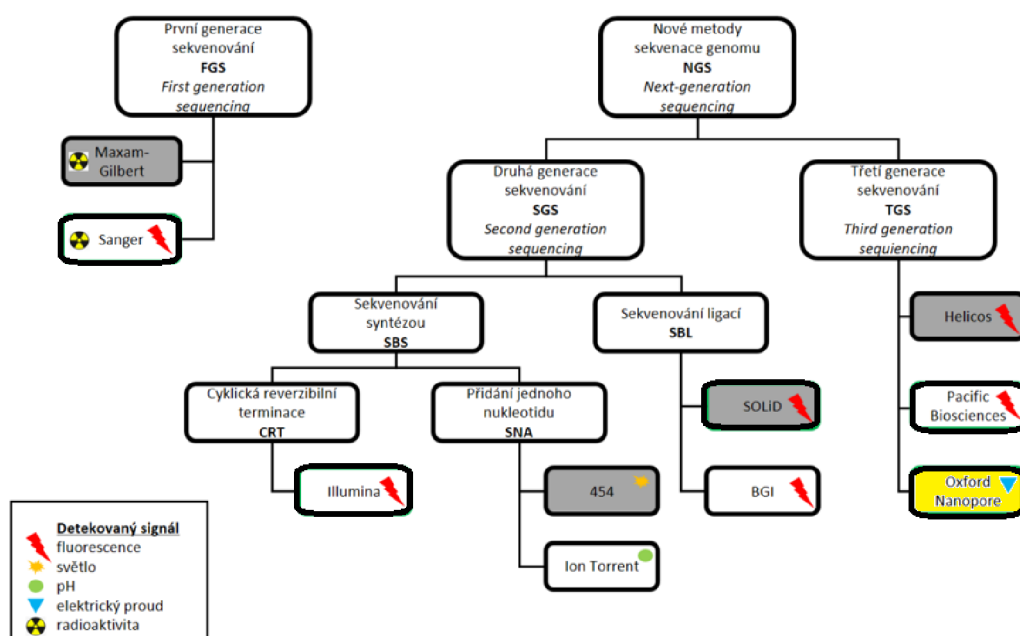 První generace
sekvenování
FGS
First generation
sequencing
Nové metody
sekvenace genomu
NGS
Next-generation
sequencing
Maxam-
Gilbert
Sanger
Druhá generace
sekvenování
SGS
Second generation
sequencing
Třetí generace
sekvenování
TGS
Third generation
sequiencing
Sekvenování
syntézou
SBS
Sekvenování ligací
SBL
Helicos
Cyklická reverzibilní
terminace
CRT
Přidání jednoho
nukleotidu
SNA
SOLiD
Pacific
Biosciences
Illumina
454
BGI
Oxford
Nanopore
Ion Torrent
Detekovaný signál
fluorescence
světlo
pH
elektrický proud
radioaktivita